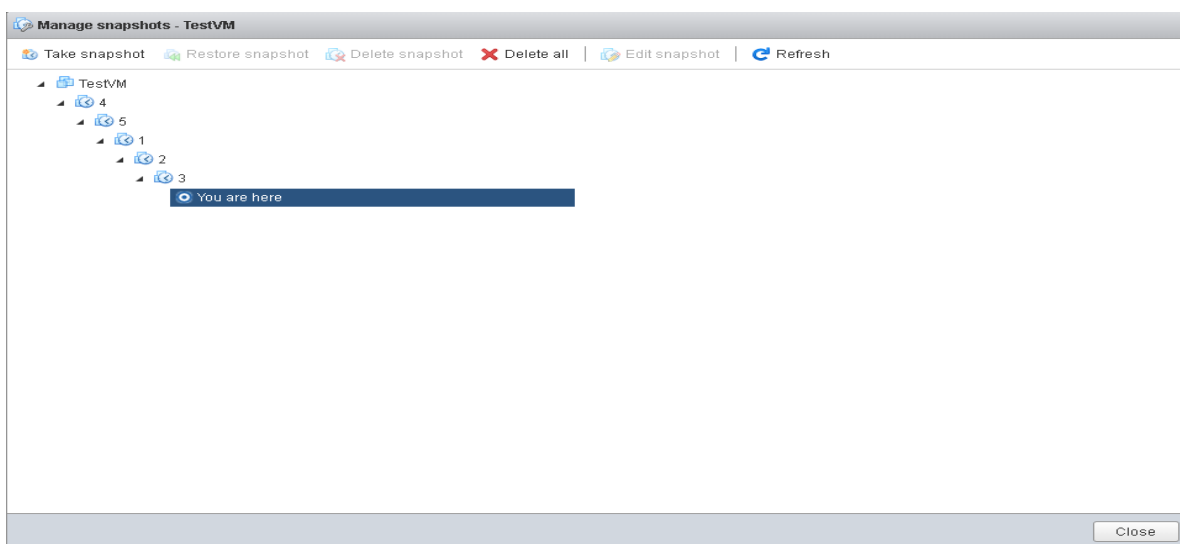 Manage snapshots - TestVM
Take snapshot Restore snapshot Delete snapshot Delete all Edit snapshot Refresh
TestVM
4
5
1
2
3
You are here
Close